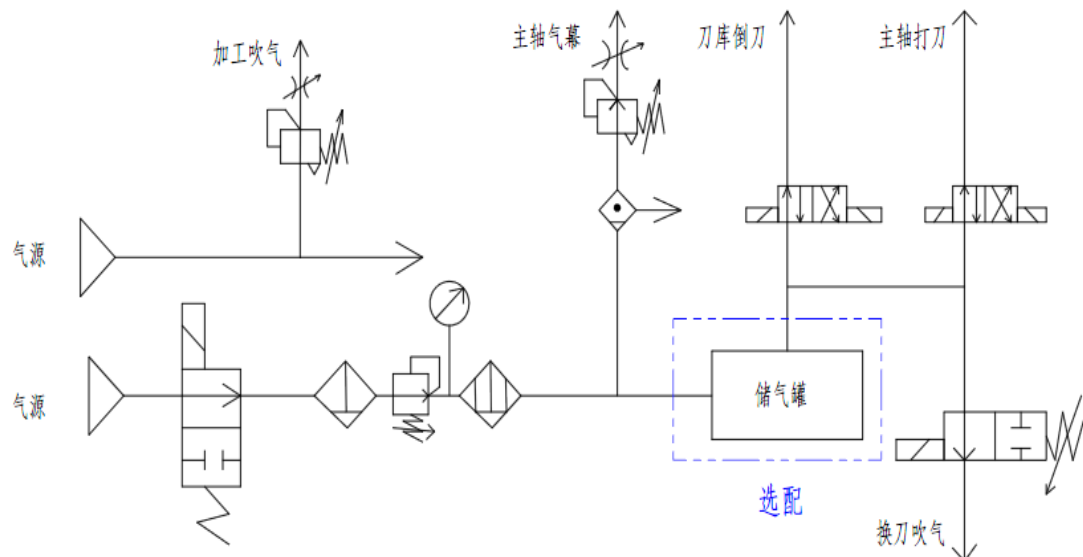 加工吹气
主轴气幕
刀库倒刀
主轴打刀
气源
气源
储气罐
选配
换刀吹气